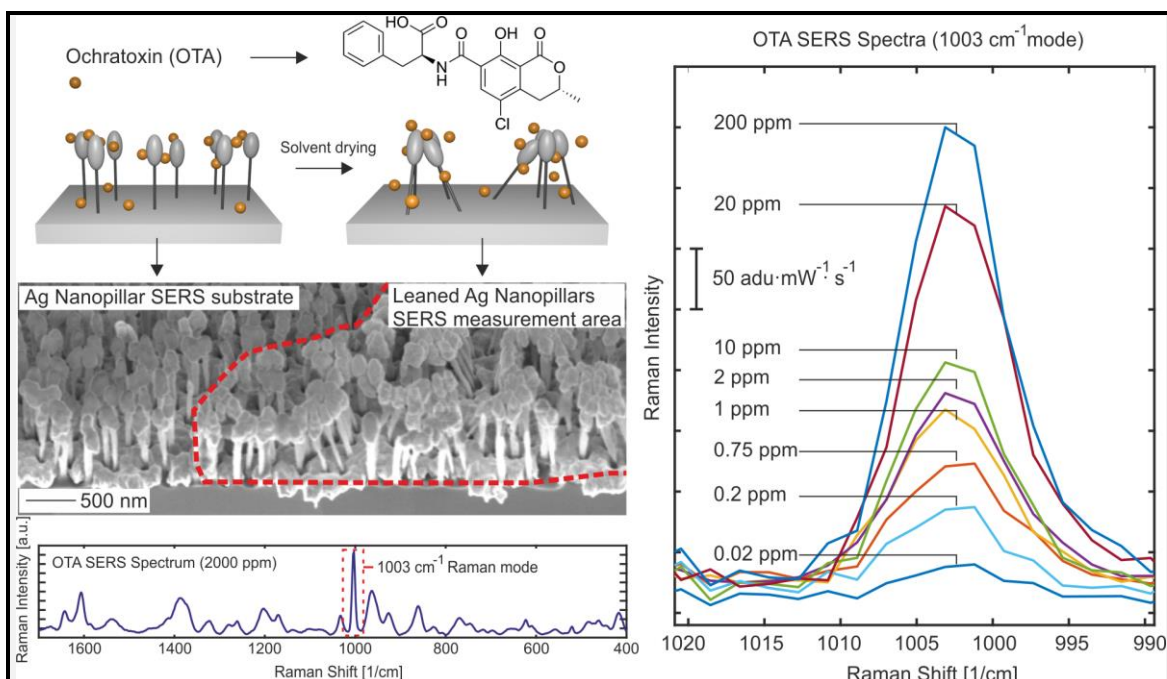 Ochratoxin (OTA)
HO
O
O
OH
O
O
N
H
Cl
Solvent drying
Ag Nanopillar SERS substrate
Leaned Ag Nanopillars
SERS measurement area
500 nm
Raman Intensity [a.u.]
OTA SERS Spectrum (2000 ppm)
1003 cm⁻¹ Raman mode
1600 1400 1200 1000 800 600 400
Raman Shift [1/cm]
OTA SERS Spectra (1003 cm⁻¹ mode)
Raman Intensity
200 ppm
20 ppm
50 adu·mW⁻¹· s⁻¹
10 ppm
2 ppm
1 ppm
0.75 ppm
0.2 ppm
0.02 ppm
1020 1015 1009 1005 1000 995 990
Raman Shift [1/cm]